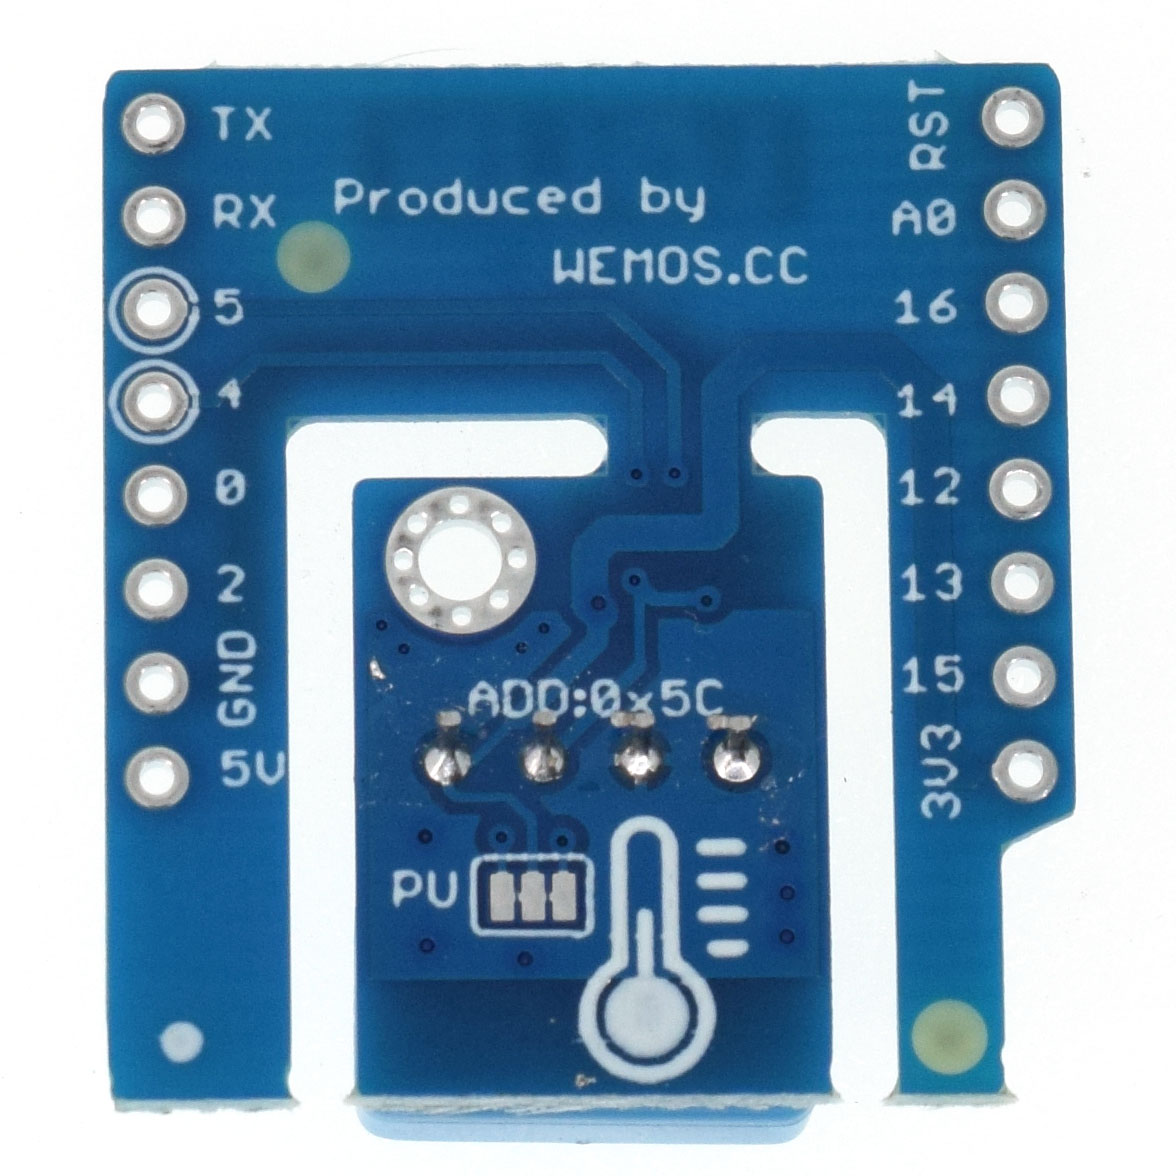 TX
RST
RX
Produced by
A0
WEMOS.CC
5
16
4
14
0
12
2
13
GND
15
ADD:0x5C
5V
3V3
PU